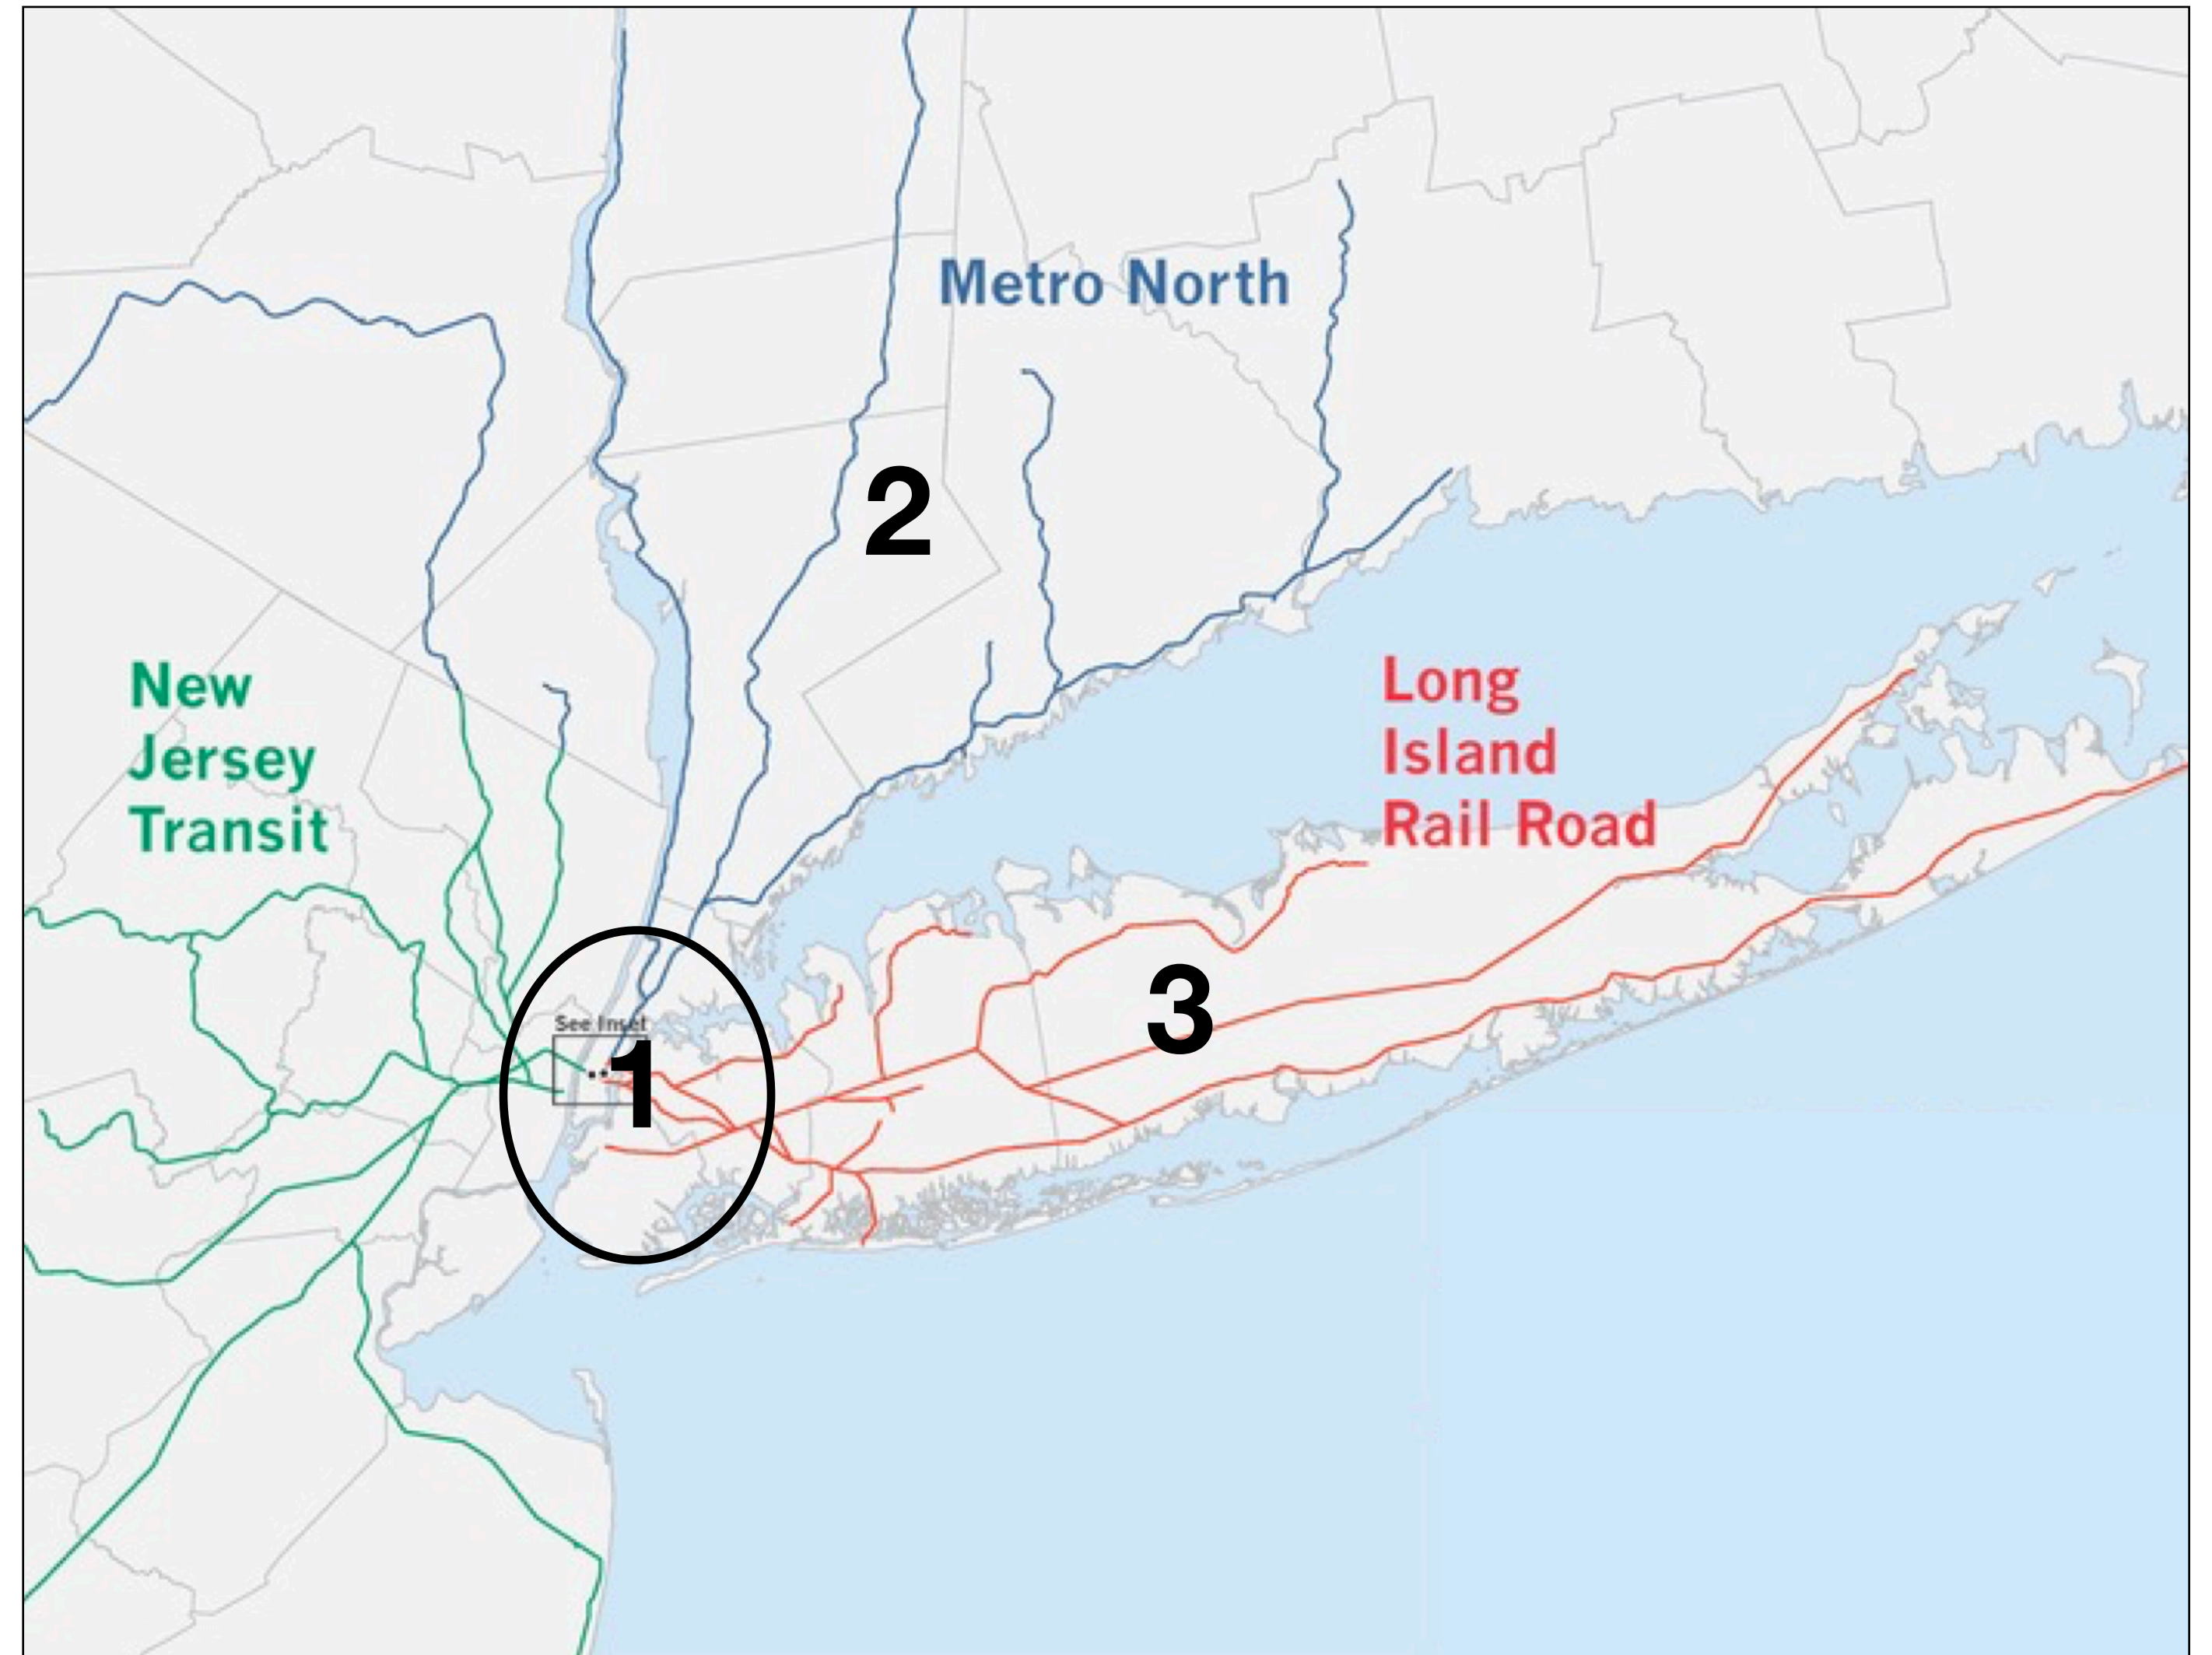 Metro North
2
New
Jersey
Transit
Long
Island
Rail Road
3
See Inset
1